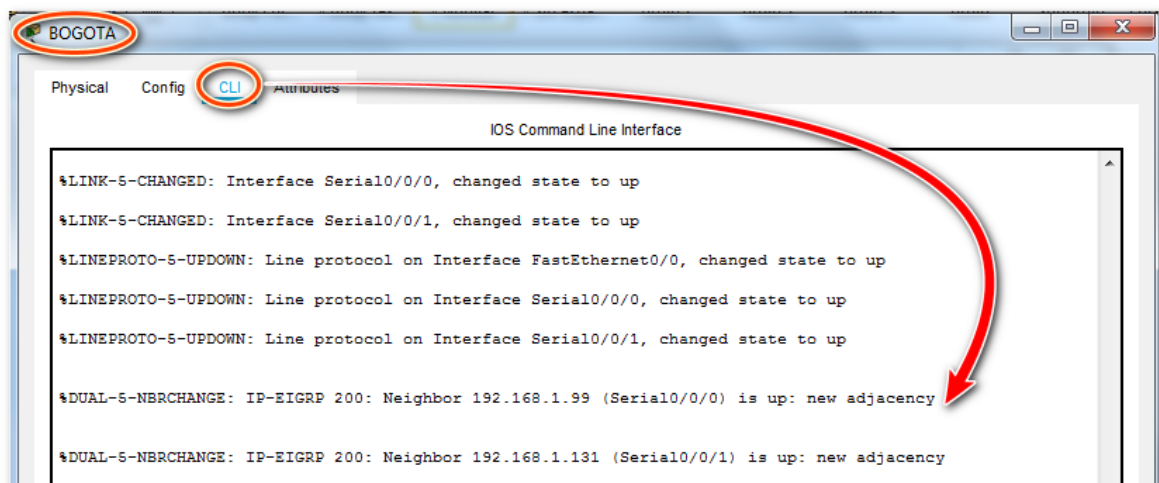 BOGOTA
Physical Config CLI Attributes
IOS Command Line Interface
%LINK-5-CHANGED: Interface Serial0/0/0, changed state to up
%LINK-5-CHANGED: Interface Serial0/0/1, changed state to up
%LINEPROTO-5-UPDOWN: Line protocol on Interface FastEthernet0/0, changed state to up
%LINEPROTO-5-UPDOWN: Line protocol on Interface Serial0/0/0, changed state to up
%LINEPROTO-5-UPDOWN: Line protocol on Interface Serial0/0/1, changed state to up
%DUAL-5-NBRCHANGE: IP-EIGRP 200: Neighbor 192.168.1.99 (Serial0/0/0) is up: new adjacency
%DUAL-5-NBRCHANGE: IP-EIGRP 200: Neighbor 192.168.1.131 (Serial0/0/1) is up: new adjacency